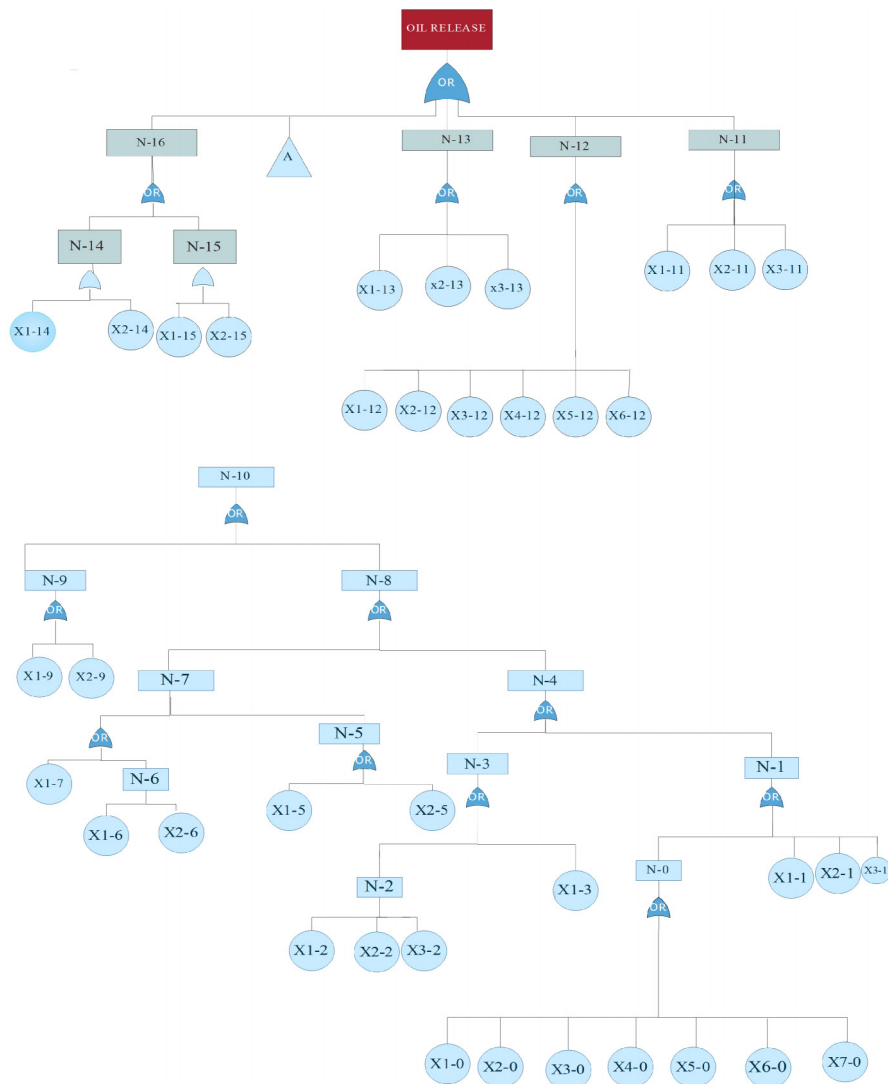 OIL RELEASE
OR
N-16
A
N-13
N-12
N-11
OR
OR
OR
OR
N-14
N-15
X1-14
X2-14
X1-15
X2-15
X1-13
x2-13
x3-13
X1-11
X2-11
X3-11
X1-12
X2-12
X3-12
X4-12
X5-12
X6-12
N-10
OR
N-9
N-8
OR
OR
X1-9
X2-9
N-7
N-4
OR
OR
N-5
OR
X1-7
N-6
X1-6
X2-6
X1-5
X2-5
N-3
OR
N-1
OR
N-2
X1-3
N-0
OR
X1-1
X2-1
X3-1
X1-2
X2-2
X3-2
X1-0
X2-0
X3-0
X4-0
X5-0
X6-0
X7-0